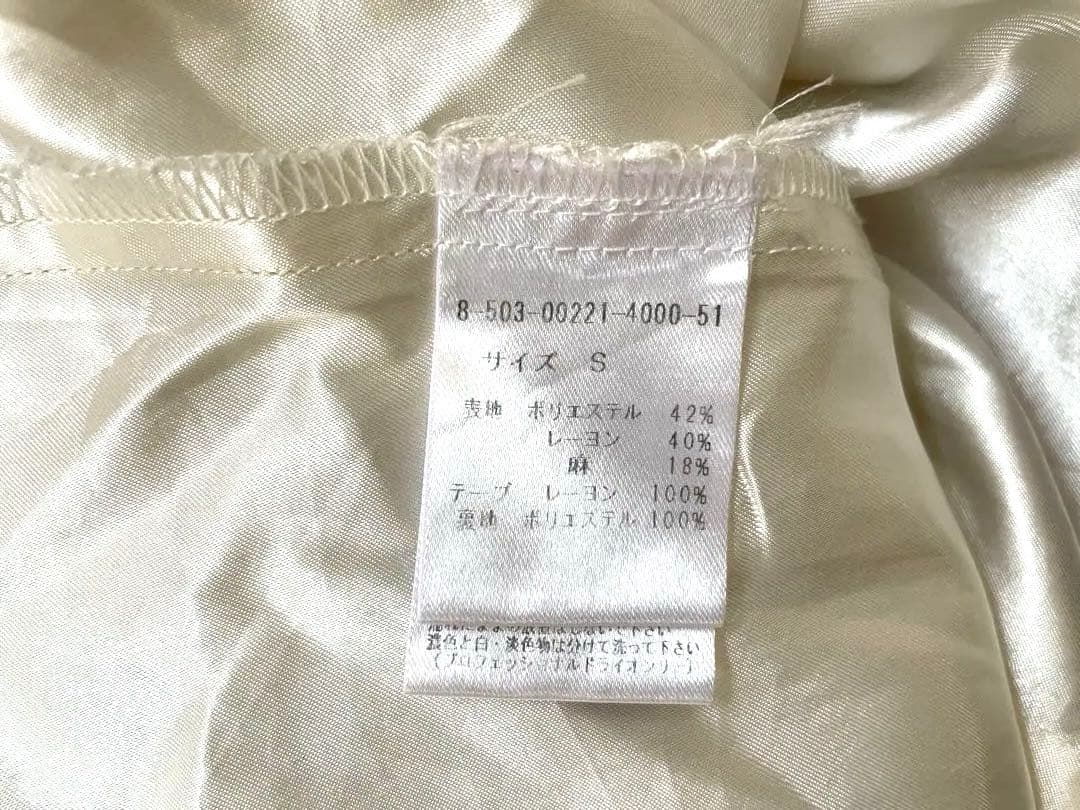 8-503-00221-4000-51
サイズ S
表地 ポリエステル 42%
レーヨン 40%
麻 18%
テープ レーヨン 100%
裏地 ポリエステル 100%
下さい
濃色と白・淡色物は分けて洗って下さい
(プロフェッショナルドライオンリー)